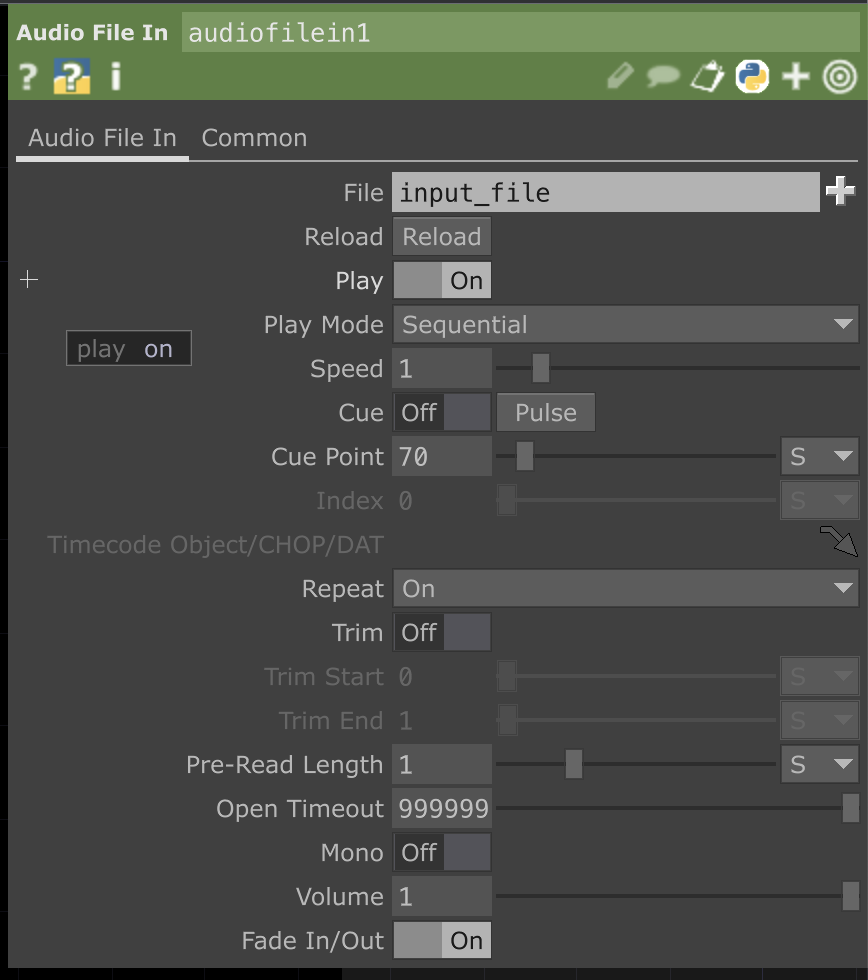 Audio File In audiofilein1
? ? i
Audio File In Common
File input_file
Reload Reload
Play On
Play Mode Sequential
play on
Speed 1
Cue Off Pulse
Cue Point 70 S
Index 0 S
Timecode Object/CHOP/DAT
Repeat On
Trim Off
Trim Start 0 S
Trim End 1 S
Pre-Read Length 1 S
Open Timeout 999999
Mono Off
Volume 1
Fade In/Out On